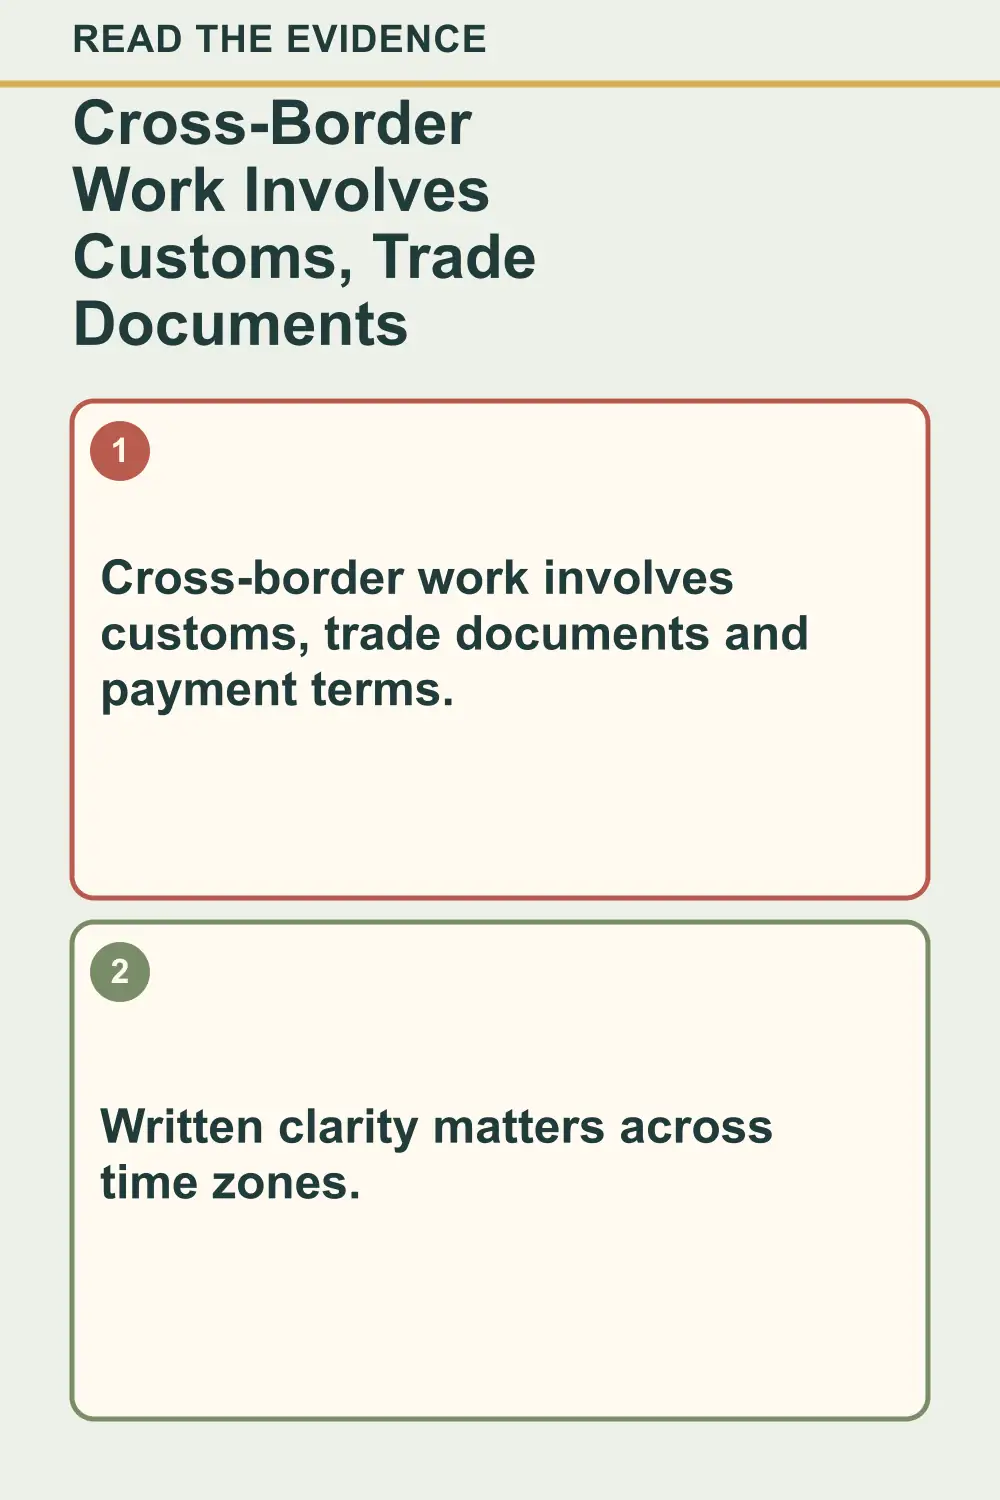 READ THE EVIDENCE
Cross-Border
Work Involves
Customs, Trade
Documents
1
Cross-border work involves
customs, trade documents and
payment terms.
2
Written clarity matters across
time zones.